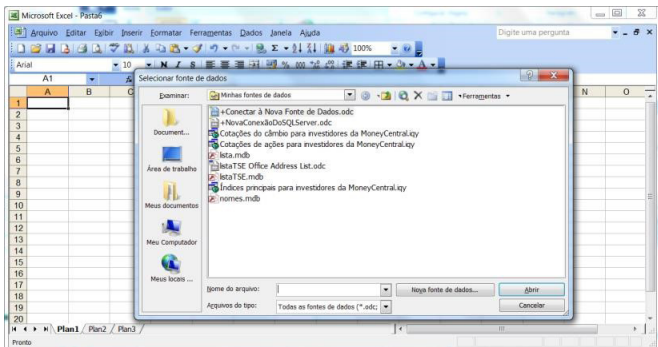 Microsoft Excel - Pasta6
Arquivo Editar Exibir Inserir Formatar Ferramentas Dados Janela Ajuda
Digite uma pergunta
100%
Arial 10 N I S
A1
Selecionar fonte de dados
A B C N O
Examinar: Minhas fontes de dados Ferramentas
+Conectar à Nova Fonte de Dados.odc
+NovaConexãoDoSQLServer.odc
Cotações do câmbio para investidores da MoneyCentral.iqy
Cotações de ações para investidores da MoneyCentral.iqy
lista.mdb
listaTSE Office Address List.odc
listaTSE.mdb
Índices principais para investidores da MoneyCentral.iqy
nomes.mdb
Document...
Área de trabalho
Meus documentos
Meu Computador
Meus locais ...
Nome do arquivo:
Nova fonte de dados...
Abrir
Arquivos do tipo: Todas as fontes de dados (*.odc;
Cancelar
1
2
3
4
5
6
7
8
9
10
11
12
13
14
15
16
17
18
19
20
Plan1 / Plan2 / Plan3
Pronto